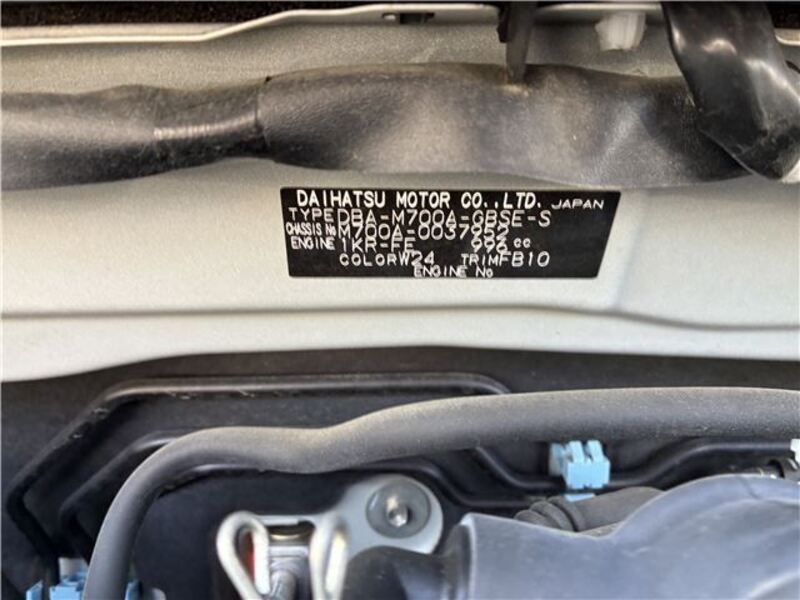 DAIHATSU MOTOR CO.,LTD. JAPAN
TYPE DBA-M700A-GBSE-S
CHASSIS No M700A-0037952
ENGINE 1KR-FE 996 cc
COLOR W24 TRIM FB10
ENGINE No